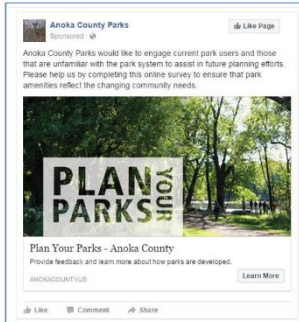 Anoka County Parks
Sponsored ·
Like Page
Anoka County Parks would like to engage current park users and those
that are unfamiliar with the park system to assist in future planning efforts.
Please help us by completing this online survey to ensure that park
amenities reflect the changing community needs.
PLAN YOUR
PARKS
Plan Your Parks - Anoka County
Provide feedback and learn more about how parks are developed.
ANOKACOUNTY.US
Learn More
Like Comment Share